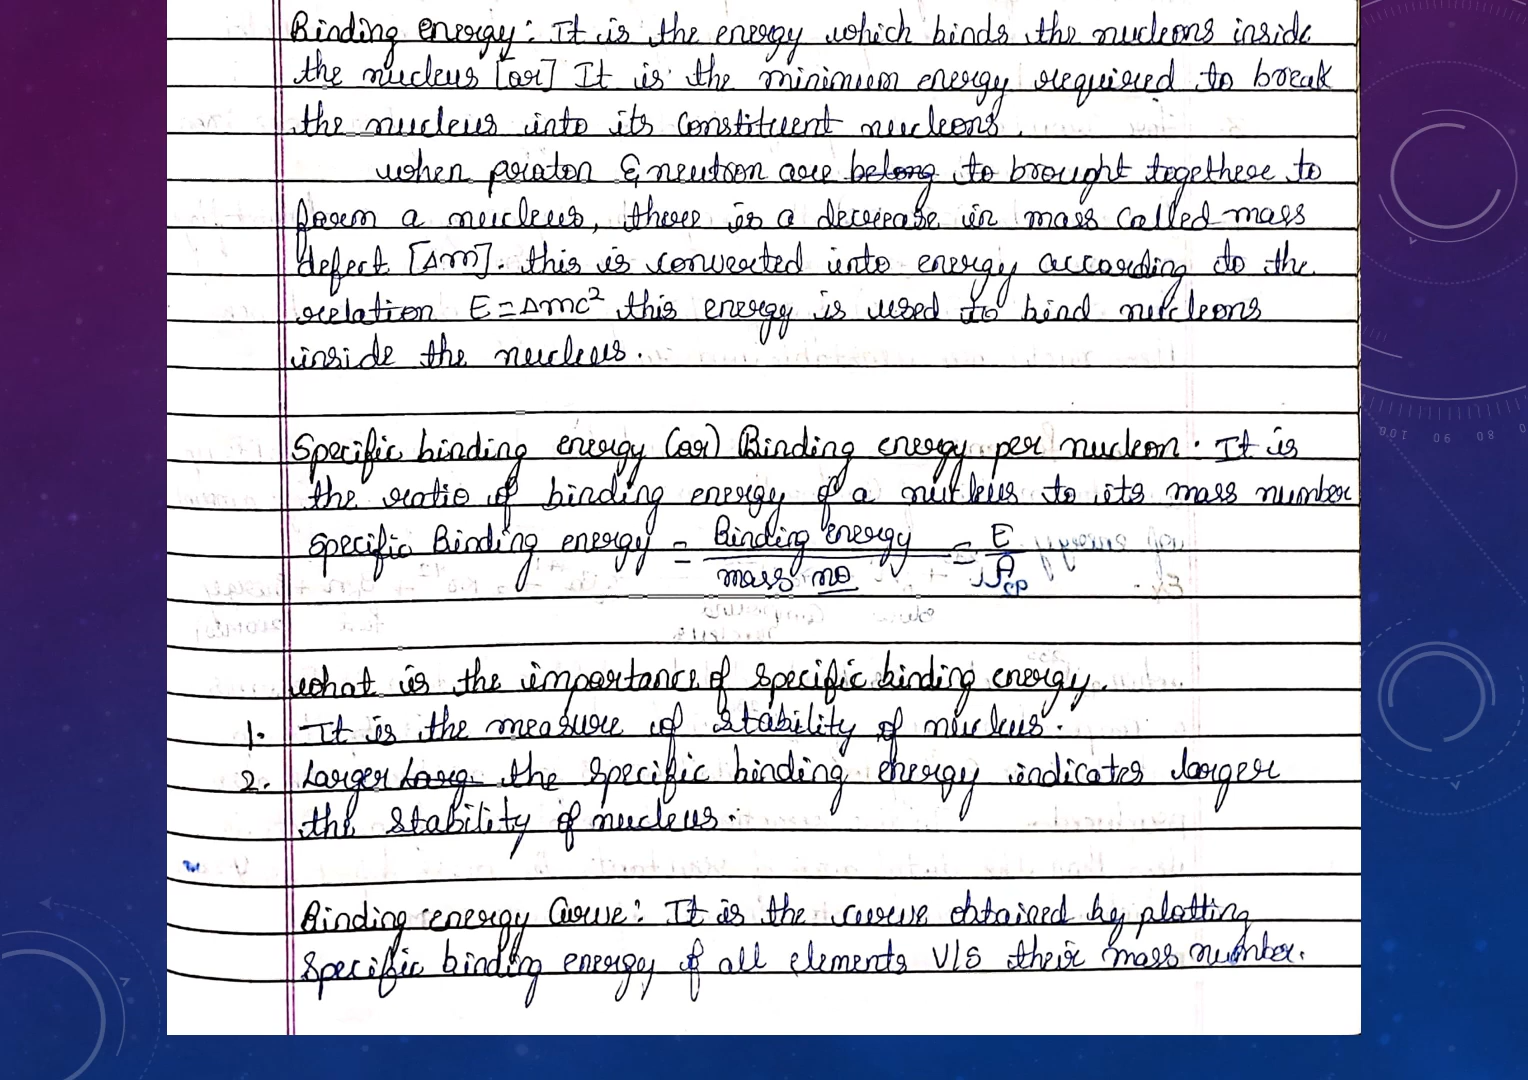 Binding energy: It is the energy which binds the nucleons inside
the nucleus [or] It is the minimum energy required to break
the nucleus into its constituent nucleons.
when proton & neutron are belong to brought together to
form a nucleus, there is a decrease in mass called mass
defect [Δm]. this is converted into energy according to the
relation E=Δmc² this energy is used to bind nucleons
inside the nucleus.
Specific binding energy (or) Binding energy per nucleon. It is
the ratio of binding energy of a nucleus to its mass number
specific Binding energy = Binding energy / mass no = E / A
what is the importance of specific binding energy.
1. It is the measure of stability of nucleus.
2. Larger Larg the specific binding energy indicates larger
the stability of nucleus.
Binding energy Curve: It is the curve obtained by plotting
specific binding energy of all elements V/S their mass number.